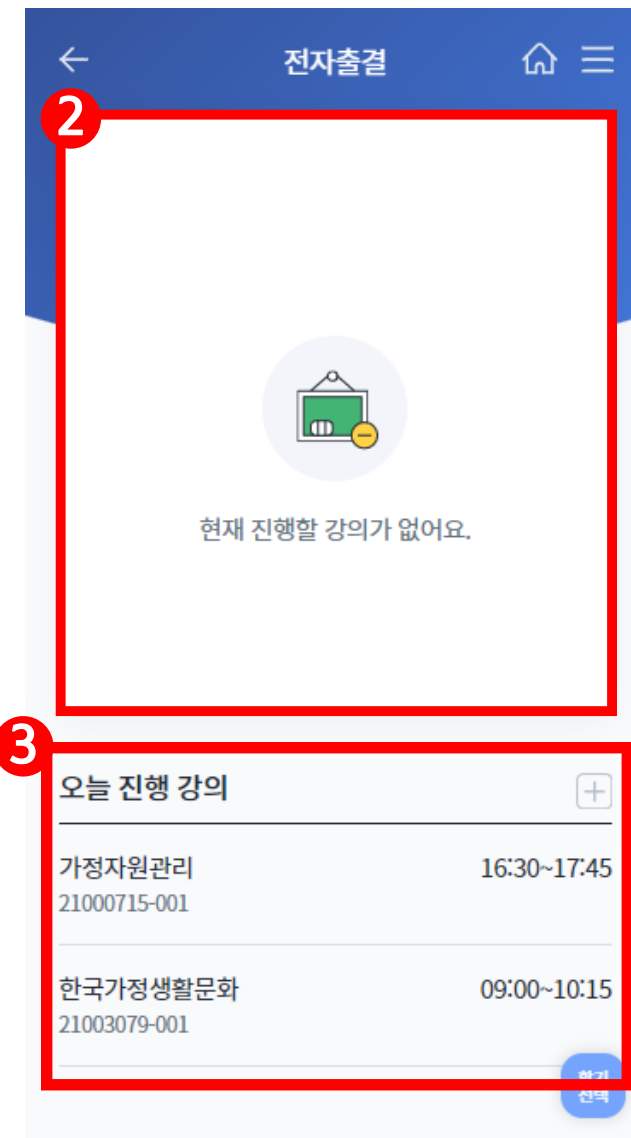 전자출결
2
현재 진행할 강의가 없어요.
3
오늘 진행 강의
가정자원관리 16:30~17:45
21000715-001
한국가정생활문화 09:00~10:15
21003079-001
선택